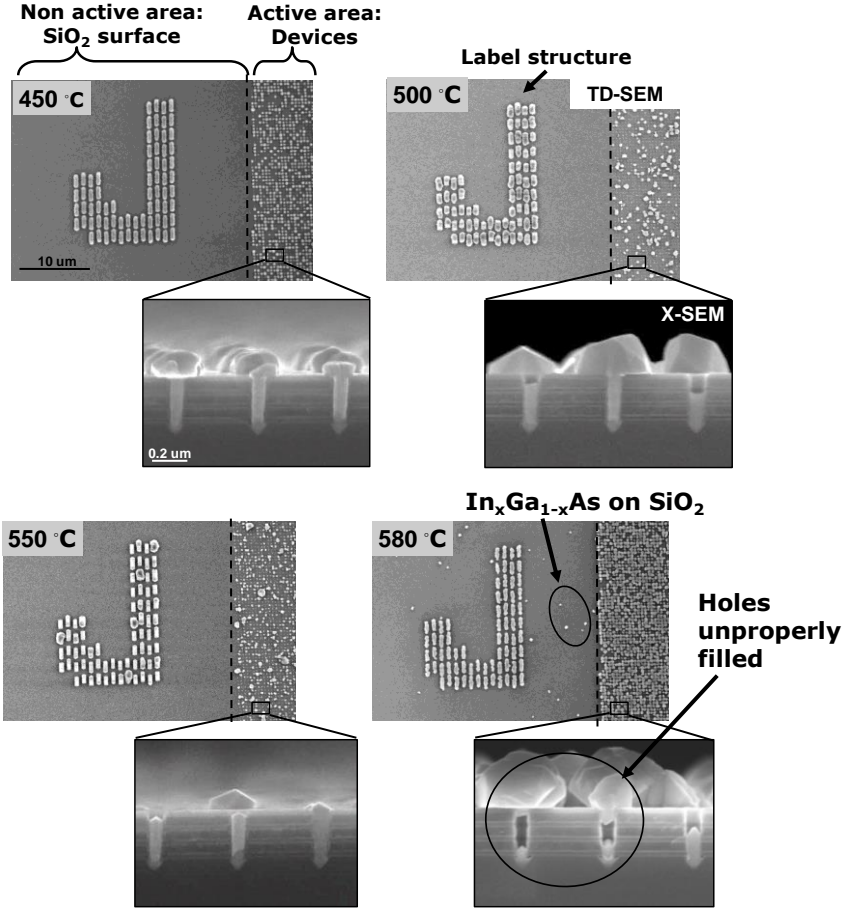 Non active area:
SiO₂ surface
Active area:
Devices
Label structure
450 °C
500 °C
TD-SEM
10 um
X-SEM
0.2 um
InₓGa₁₋ₓAs on SiO₂
550 °C
580 °C
Holes
unproperly
filled